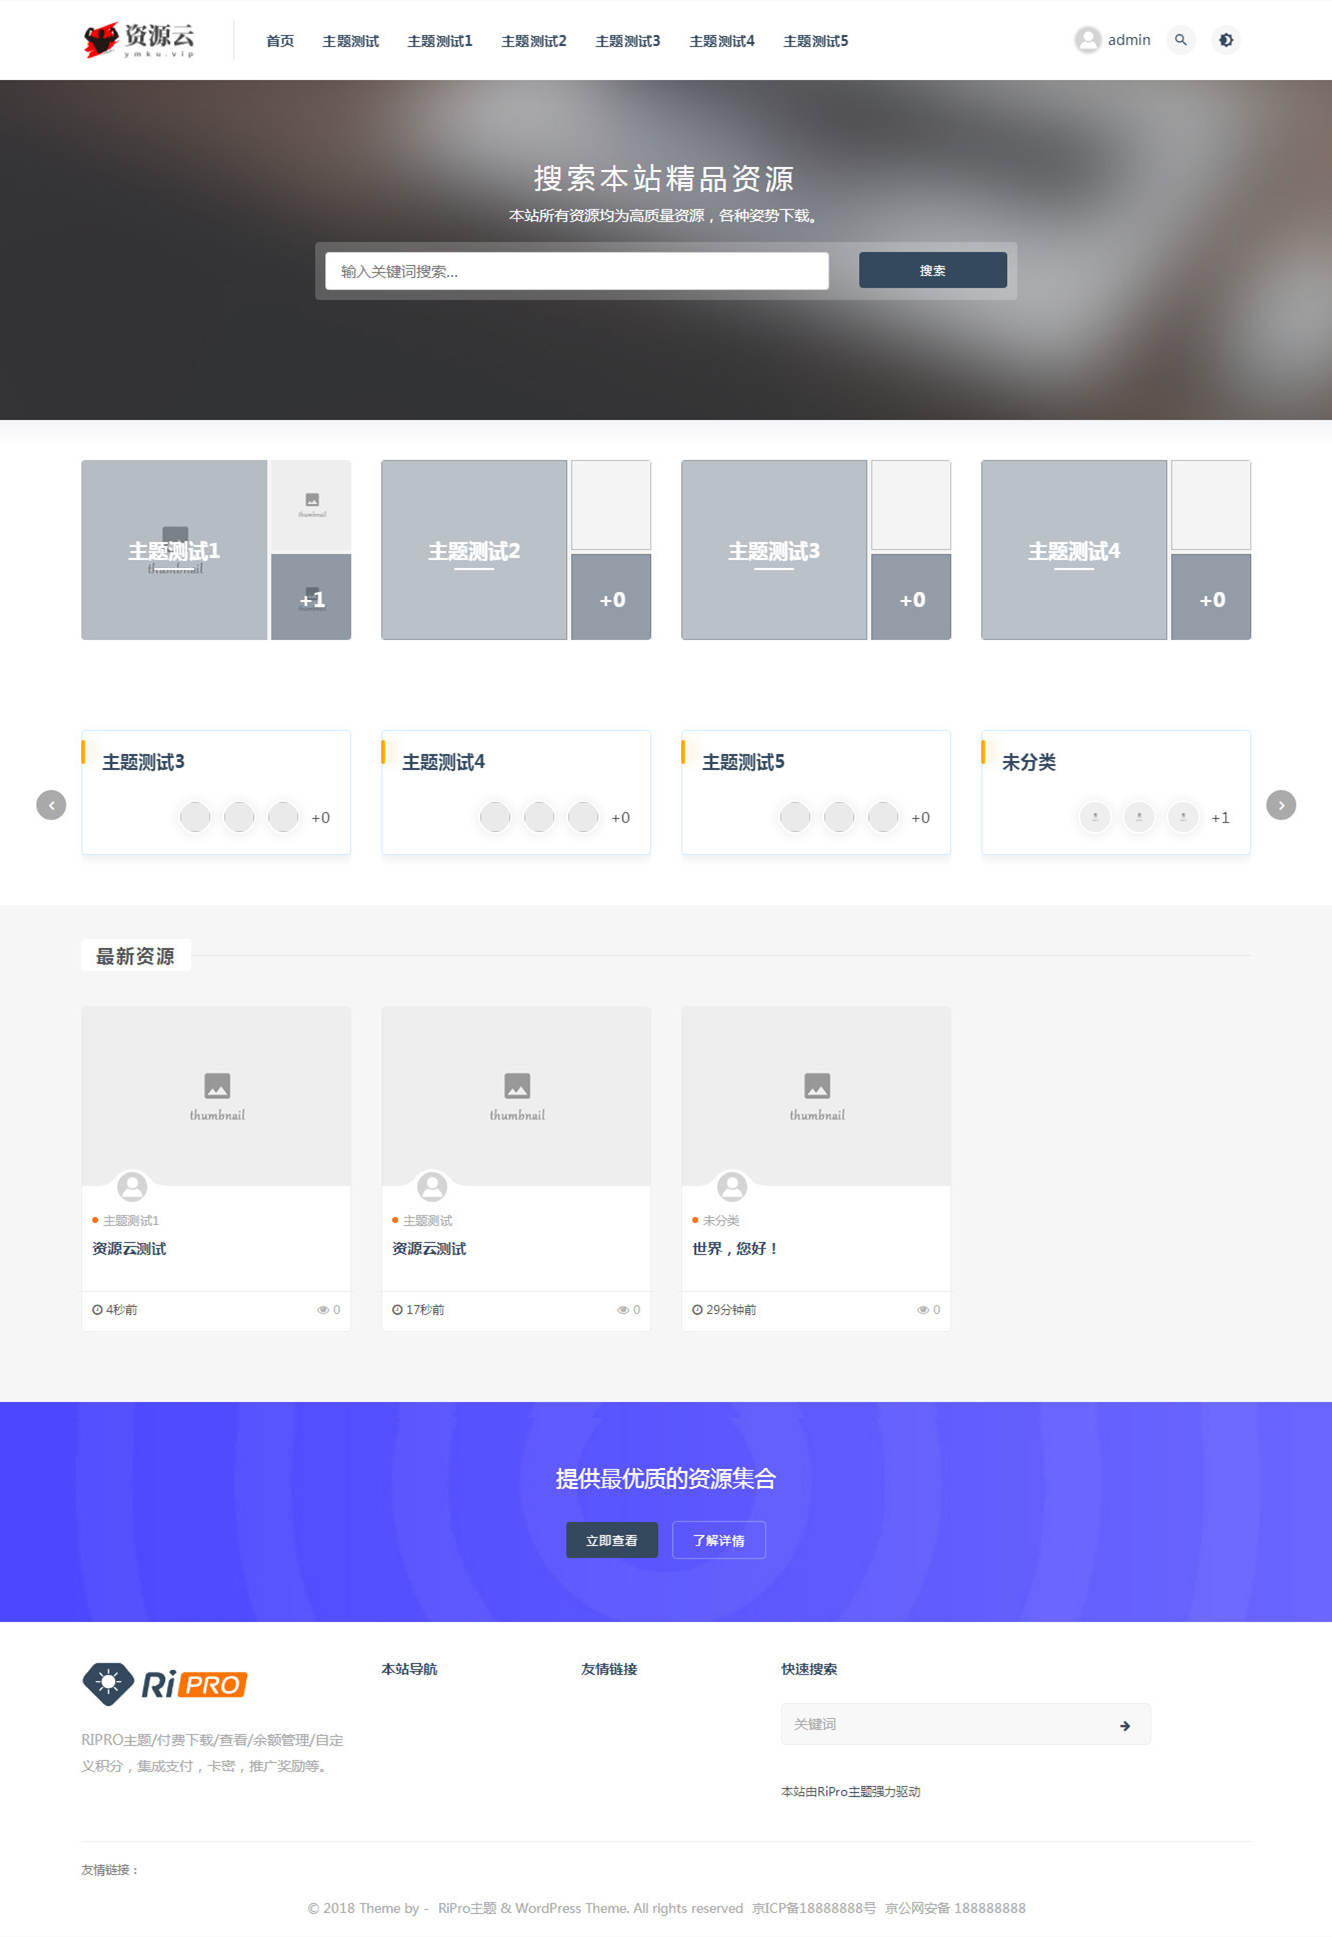 资源云
ymku.vip
首页 主题测试 主题测试1 主题测试2 主题测试3 主题测试4 主题测试5
admin
搜索本站精品资源
本站所有资源均为高质量资源，各种姿势下载。
输入关键词搜索...
搜索
thumbnail
主题测试1
thumbnail
+1
主题测试2
+0
主题测试3
+0
主题测试4
+0
主题测试3
+0
主题测试4
+0
主题测试5
+0
未分类
+1
最新资源
thumbnail
主题测试1
资源云测试
4秒前 0
thumbnail
主题测试
资源云测试
17秒前 0
thumbnail
未分类
世界，您好！
29分钟前 0
提供最优质的资源集合
立即查看 了解详情
RiPRO
RIPRO主题/付费下载/查看/余额管理/自定
义积分，集成支付，卡密，推广奖励等。
本站导航
友情链接
快速搜索
关键词
本站由RiPro主题强力驱动
友情链接：
© 2018 Theme by - RiPro主题 & WordPress Theme. All rights reserved 京ICP备18888888号 京公网安备 188888888